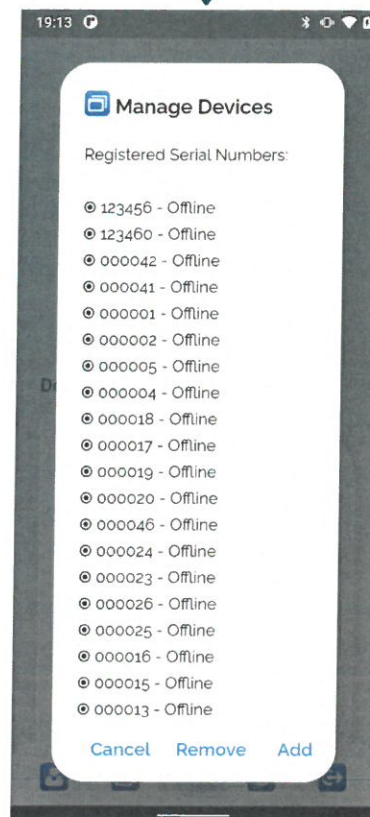 19:13
Manage Devices
Registered Serial Numbers:
123456 - Offline
123460 - Offline
000042 - Offline
000041 - Offline
000001 - Offline
000002 - Offline
000005 - Offline
000004 - Offline
000018 - Offline
000017 - Offline
000019 - Offline
000020 - Offline
000046 - Offline
000024 - Offline
000023 - Offline
000026 - Offline
000025 - Offline
000016 - Offline
000015 - Offline
000013 - Offline
Cancel Remove Add